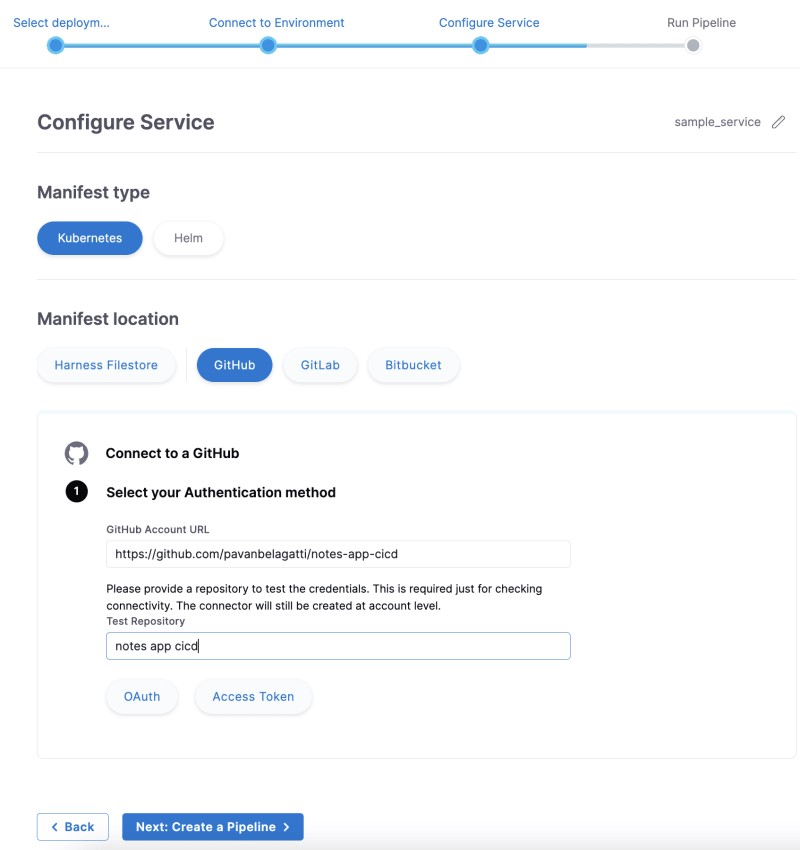 Select deploym...
Connect to Environment
Configure Service
Run Pipeline
Configure Service
sample_service
Manifest type
Kubernetes
Helm
Manifest location
Harness Filestore
GitHub
GitLab
Bitbucket
Connect to a GitHub
1
Select your Authentication method
GitHub Account URL
https://github.com/pavanbelagatti/notes-app-cicd
Please provide a repository to test the credentials. This is required just for checking
connectivity. The connector will still be created at account level.
Test Repository
notes app cicd
OAuth
Access Token
Back
Next: Create a Pipeline